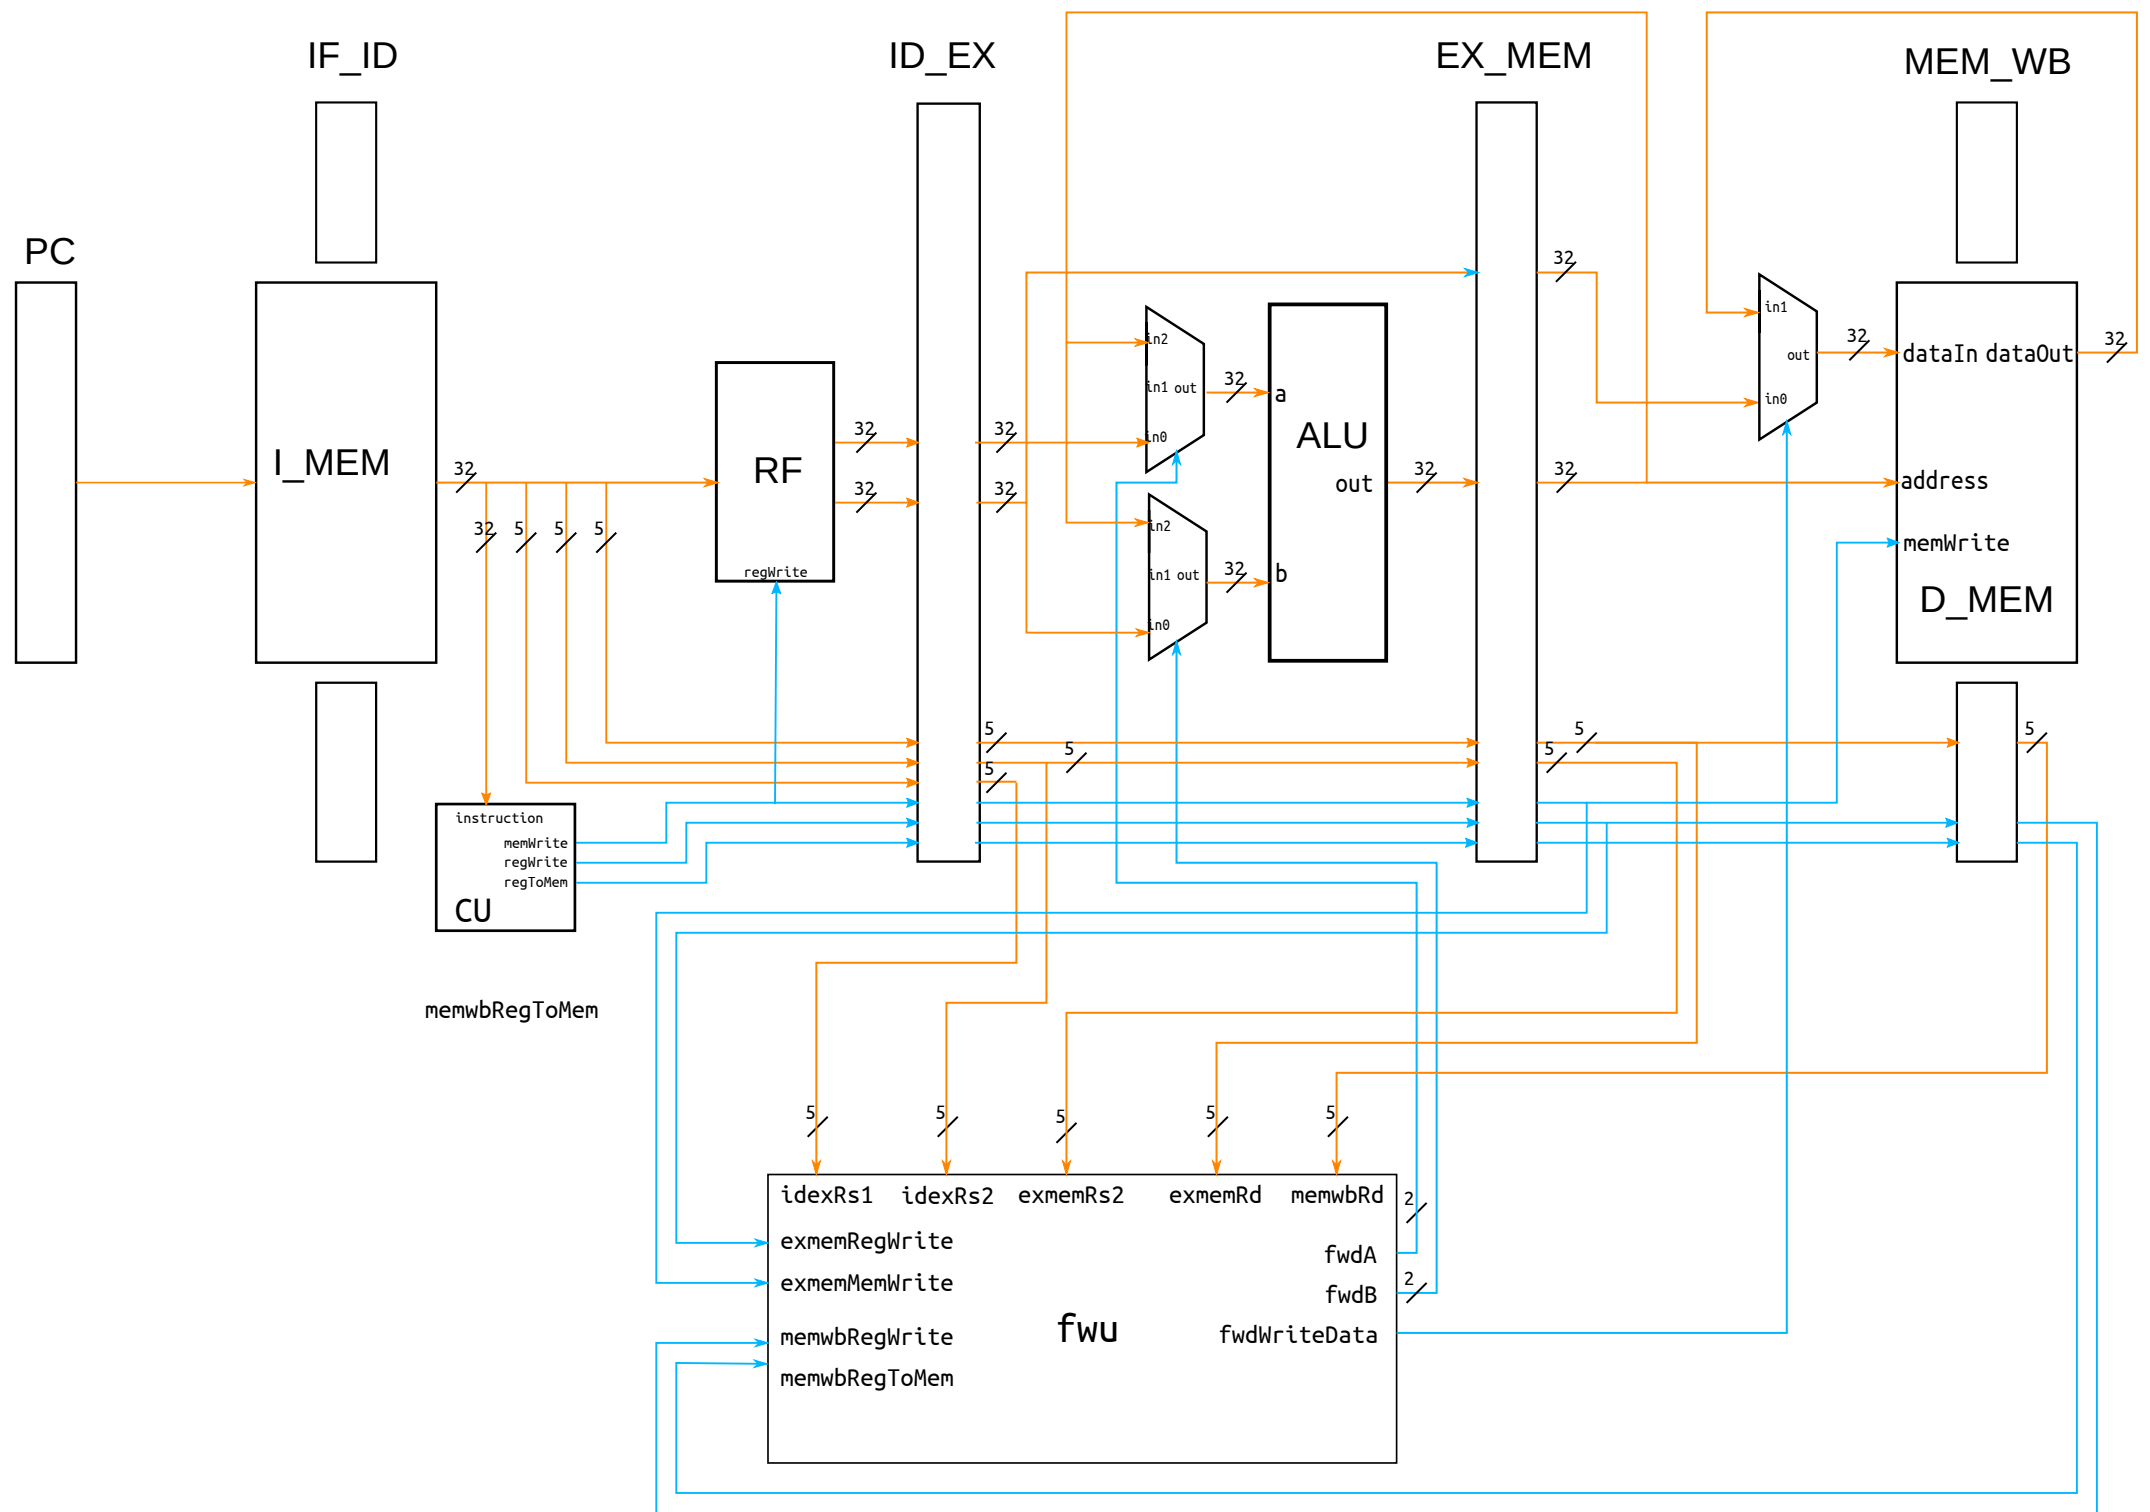 IF_ID
ID_EX
EX_MEM
MEM_WB
PC
I_MEM
32
32
5
5
5
RF
regWrite
32
32
32
32
in2
in1 out
in0
in2
in1 out
in0
32
32
a
b
ALU
out
32
32
32
in1
out
in0
32
dataIn dataOut
32
address
memWrite
D_MEM
5
5
5
5
5
5
instruction
memWrite
regWrite
regToMem
CU
memwbRegToMem
5
5
5
5
5
idexRs1 idexRs2 exmemRs2 exmemRd memwbRd
2
exmemRegWrite
fwdA
exmemMemWrite
2
fwdB
fwu
memwbRegWrite
fwdWriteData
memwbRegToMem